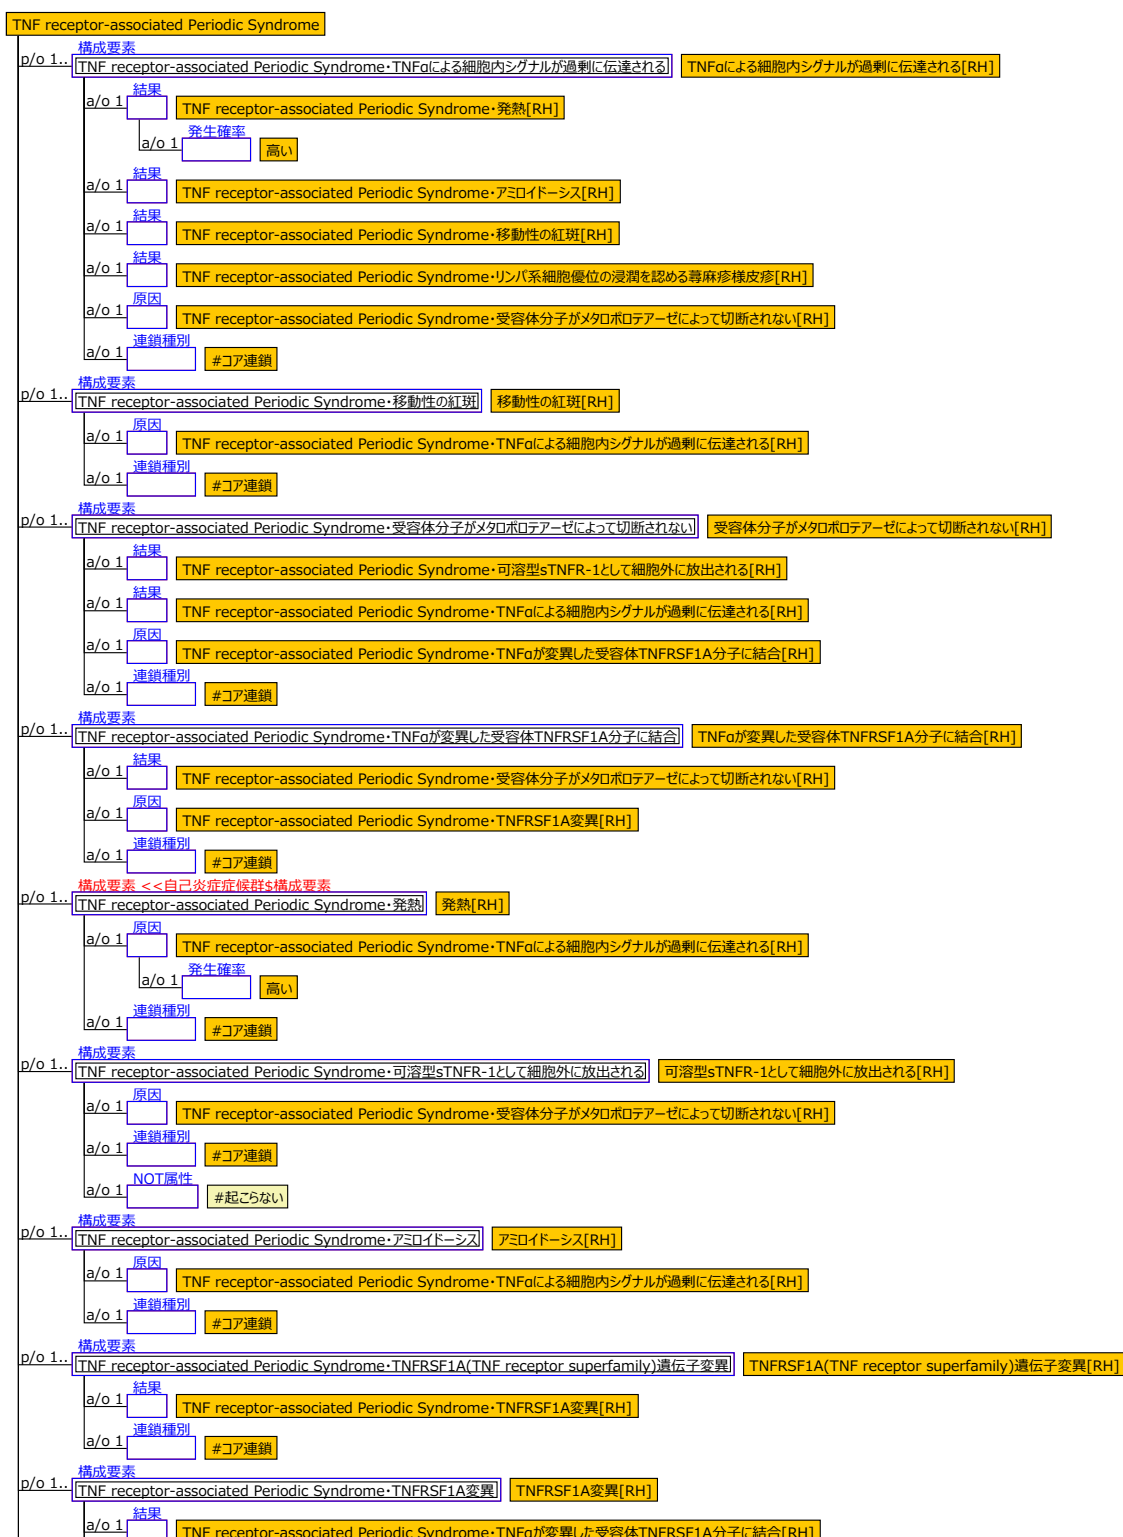 TNF receptor-associated Periodic Syndrome
構成要素
p/o 1.. TNF receptor-associated Periodic Syndrome・TNFαによる細胞内シグナルが過剰に伝達される TNFαによる細胞内シグナルが過剰に伝達される[RH]
結果
a/o 1 TNF receptor-associated Periodic Syndrome・発熱[RH]
発生確率
a/o 1 高い
結果
a/o 1 TNF receptor-associated Periodic Syndrome・アミロイドーシス[RH]
結果
a/o 1 TNF receptor-associated Periodic Syndrome・移動性の紅斑[RH]
結果
a/o 1 TNF receptor-associated Periodic Syndrome・リンパ系細胞優位の浸潤を認める蕁麻疹様皮疹[RH]
原因
a/o 1 TNF receptor-associated Periodic Syndrome・受容体分子がメタロポロテアーゼによって切断されない[RH]
連鎖種別
a/o 1 #コア連鎖
構成要素
p/o 1.. TNF receptor-associated Periodic Syndrome・移動性の紅斑 移動性の紅斑[RH]
原因
a/o 1 TNF receptor-associated Periodic Syndrome・TNFαによる細胞内シグナルが過剰に伝達される[RH]
連鎖種別
a/o 1 #コア連鎖
構成要素
p/o 1.. TNF receptor-associated Periodic Syndrome・受容体分子がメタロポロテアーゼによって切断されない 受容体分子がメタロポロテアーゼによって切断されない[RH]
結果
a/o 1 TNF receptor-associated Periodic Syndrome・可溶型sTNFR-1として細胞外に放出される[RH]
結果
a/o 1 TNF receptor-associated Periodic Syndrome・TNFαによる細胞内シグナルが過剰に伝達される[RH]
原因
a/o 1 TNF receptor-associated Periodic Syndrome・TNFαが変異した受容体TNFRSF1A分子に結合[RH]
連鎖種別
a/o 1 #コア連鎖
構成要素
p/o 1.. TNF receptor-associated Periodic Syndrome・TNFαが変異した受容体TNFRSF1A分子に結合 TNFαが変異した受容体TNFRSF1A分子に結合[RH]
結果
a/o 1 TNF receptor-associated Periodic Syndrome・受容体分子がメタロポロテアーゼによって切断されない[RH]
原因
a/o 1 TNF receptor-associated Periodic Syndrome・TNFRSF1A変異[RH]
連鎖種別
a/o 1 #コア連鎖
構成要素 <<自己炎症症候群$構成要素
p/o 1.. TNF receptor-associated Periodic Syndrome・発熱 発熱[RH]
原因
a/o 1 TNF receptor-associated Periodic Syndrome・TNFαによる細胞内シグナルが過剰に伝達される[RH]
発生確率
a/o 1 高い
連鎖種別
a/o 1 #コア連鎖
構成要素
p/o 1.. TNF receptor-associated Periodic Syndrome・可溶型sTNFR-1として細胞外に放出される 可溶型sTNFR-1として細胞外に放出される[RH]
原因
a/o 1 TNF receptor-associated Periodic Syndrome・受容体分子がメタロポロテアーゼによって切断されない[RH]
連鎖種別
a/o 1 #コア連鎖
NOT属性
a/o 1 #起こらない
構成要素
p/o 1.. TNF receptor-associated Periodic Syndrome・アミロイドーシス アミロイドーシス[RH]
原因
a/o 1 TNF receptor-associated Periodic Syndrome・TNFαによる細胞内シグナルが過剰に伝達される[RH]
連鎖種別
a/o 1 #コア連鎖
構成要素
p/o 1.. TNF receptor-associated Periodic Syndrome・TNFRSF1A(TNF receptor superfamily)遺伝子変異 TNFRSF1A(TNF receptor superfamily)遺伝子変異[RH]
結果
a/o 1 TNF receptor-associated Periodic Syndrome・TNFRSF1A変異[RH]
連鎖種別
a/o 1 #コア連鎖
構成要素
p/o 1.. TNF receptor-associated Periodic Syndrome・TNFRSF1A変異 TNFRSF1A変異[RH]
結果
a/o 1 TNF receptor-associated Periodic Syndrome・TNFαが変異した受容体TNFRSF1A分子に結合[RH]